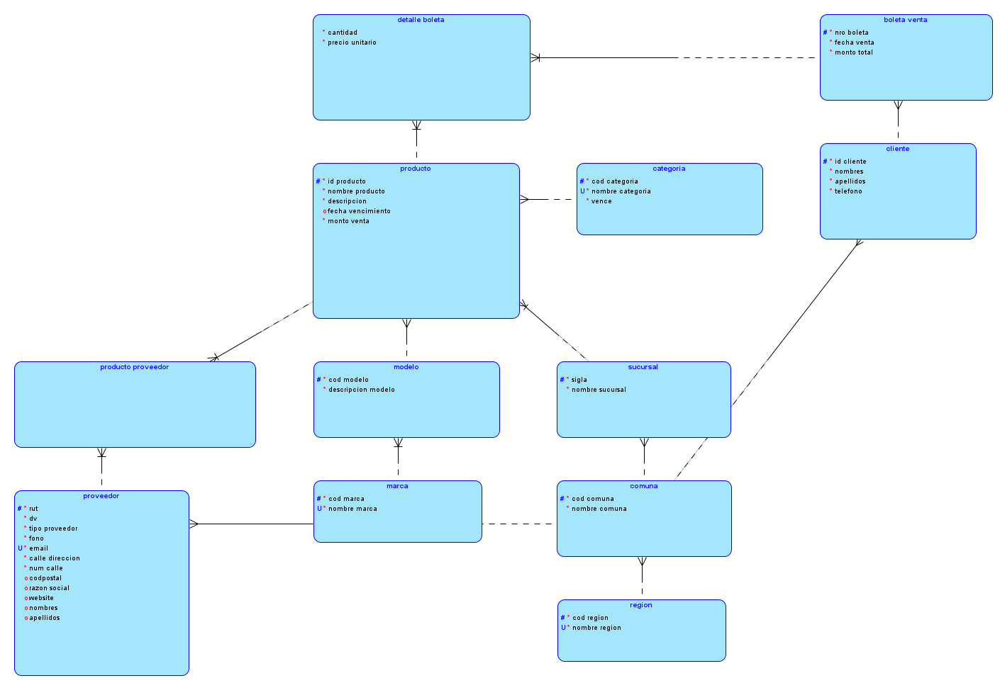 detalle boleta
* cantidad
* precio unitario
boleta venta
# * nro boleta
* fecha venta
* monto total
producto
# * id producto
* nombre producto
* descripcion
o fecha vencimiento
* monto venta
categoria
# * cod categoria
U * nombre categoria
* vence
cliente
# * id cliente
* nombres
* apellidos
* telefono
producto proveedor
modelo
# * cod modelo
* descripcion modelo
sucursal
# * sigla
* nombre sucursal
proveedor
# * rut
* dv
* tipo proveedor
* fono
U * email
* calle direccion
* num calle
o codpostal
o razon social
o website
o nombres
o apellidos
marca
# * cod marca
U * nombre marca
comuna
# * cod comuna
* nombre comuna
region
# * cod region
U * nombre region